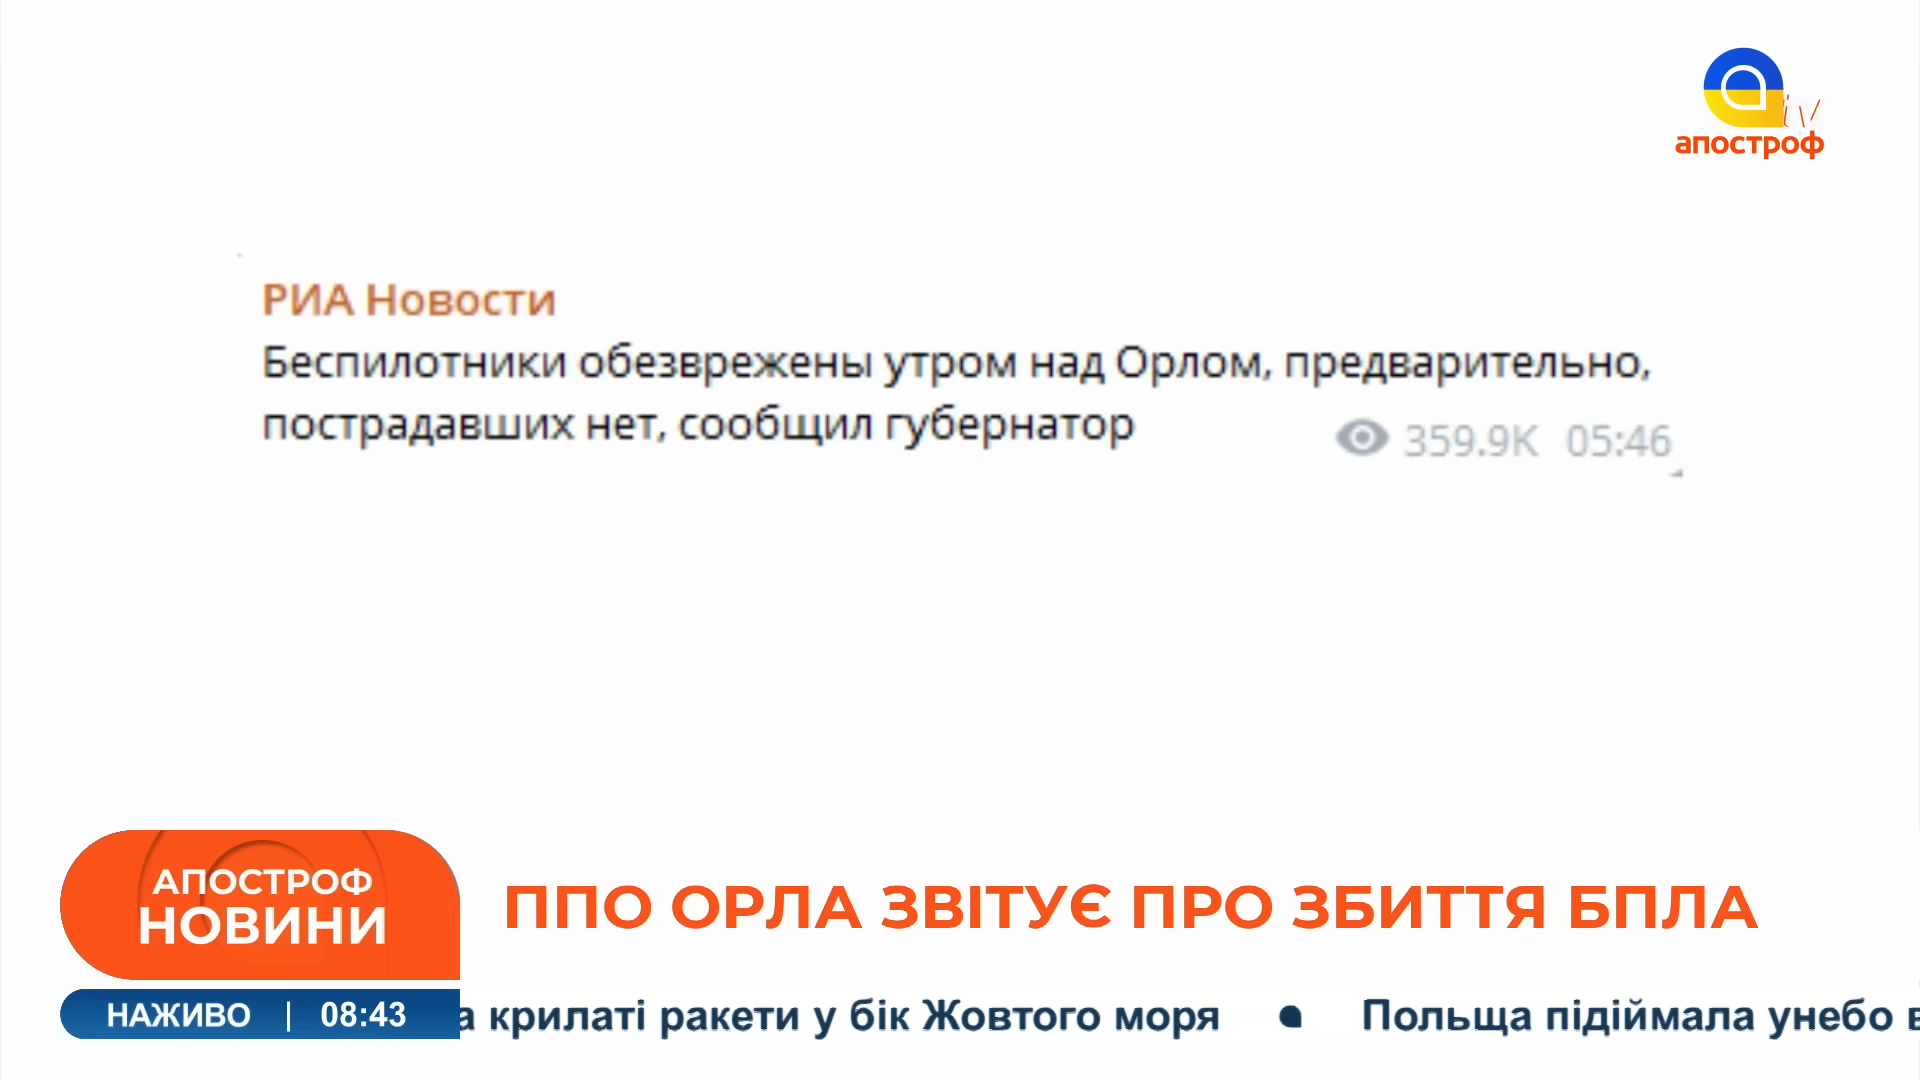 tv
апостроф
РИА Новости
Беспилотники обезврежены утром над Орлом, предварительно,
пострадавших нет, сообщил губернатор
359.9K 05:46
АПОСТРОФ
НОВИНИ
ППО ОРЛА ЗВІТУЄ ПРО ЗБИТТЯ БПЛА
НАЖИВО | 08:43
а крилаті ракети у бік Жовтого моря • Польща підіймала унебо в